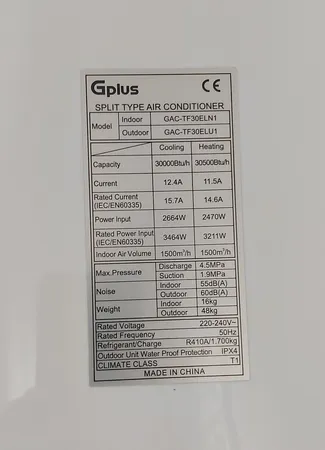 Gplus CE
SPLIT TYPE AIR CONDITIONER
Model Indoor GAC-TF30ELN1
Outdoor GAC-TF30ELU1
Cooling Heating
Capacity 30000Btu/h 30500Btu/h
Current 12.4A 11.5A
Rated Current (IEC/EN60335) 15.7A 14.6A
Power Input 2664W 2470W
Rated Power Input (IEC/EN60335) 3464W 3211W
Indoor Air Volume 1500m³/h 1500m³/h
Max.Pressure Discharge 4.5MPa
Suction 1.9MPa
Noise Indoor 55dB(A)
Outdoor 60dB(A)
Weight Indoor 16kg
Outdoor 48kg
Rated Voltage 220-240V~
Rated Frequency 50Hz
Refrigerant/Charge R410A/1.700kg
Outdoor Unit Water Proof Protection IPX4
CLIMATE CLASS T1
MADE IN CHINA